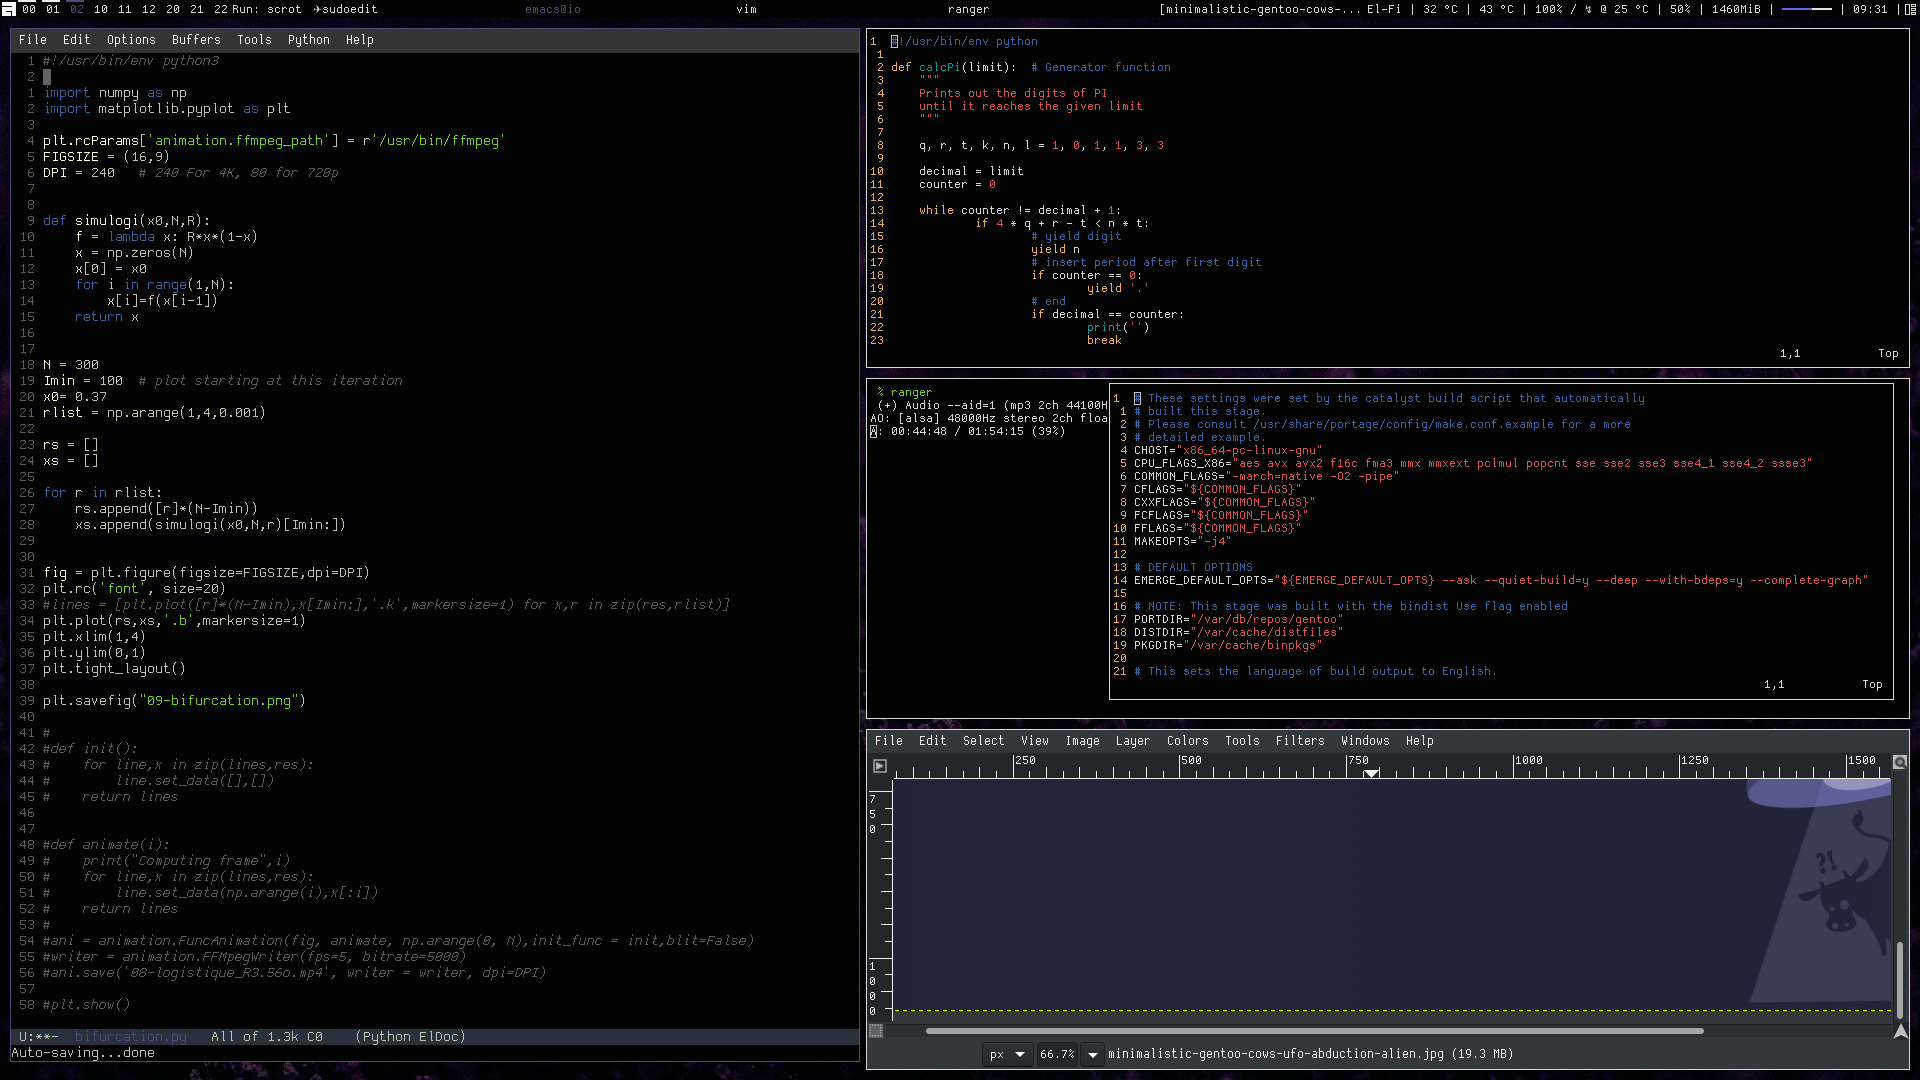 00 01 02 10 11 12 20 21 22 Run: scrot ✈sudoedit emacs@io vim ranger [minimalistic-gentoo-cows-... El-Fi | 32 °C | 43 °C | 100% / ↯ @ 25 °C | 50% | 1460MiB | | 09:31 |
File Edit Options Buffers Tools Python Help
1 #!/usr/bin/env python3
2
1 import numpy as np
2 import matplotlib.pyplot as plt
3
4 plt.rcParams['animation.ffmpeg_path'] = r'/usr/bin/ffmpeg'
5 FIGSIZE = (16,9)
6 DPI = 240   # 240 For 4K, 80 for 720p
7
8
9 def simulogi(x0,N,R):
10     f = lambda x: R*x*(1-x)
11     x = np.zeros(N)
12     x[0] = x0
13     for i in range(1,N):
14         x[i]=f(x[i-1])
15     return x
16
17
18 N = 300
19 Imin = 100  # plot starting at this iteration
20 x0= 0.37
21 rlist = np.arange(1,4,0.001)
22
23 rs = []
24 xs = []
25
26 for r in rlist:
27     rs.append([r]*(N-Imin))
28     xs.append(simulogi(x0,N,r)[Imin:])
29
30
31 fig = plt.figure(figsize=FIGSIZE,dpi=DPI)
32 plt.rc('font', size=20)
33 #lines = [plt.plot([r]*(N-Imin),x[Imin:],'.k',markersize=1) for x,r in zip(res,rlist)]
34 plt.plot(rs,xs,'.b',markersize=1)
35 plt.xlim(1,4)
36 plt.ylim(0,1)
37 plt.tight_layout()
38
39 plt.savefig("09-bifurcation.png")
40
41 #
42 #def init():
43 #    for line,x in zip(lines,res):
44 #        line.set_data([],[])
45 #    return lines
46
47
48 #def animate(i):
49 #    print("Computing frame",i)
50 #    for line,x in zip(lines,res):
51 #        line.set_data(np.arange(i),x[:i])
52 #    return lines
53 #
54 #ani = animation.FuncAnimation(fig, animate, np.arange(0, N),init_func = init,blit=False)
55 #writer = animation.FFMpegWriter(fps=5, bitrate=5000)
56 #ani.save('08-logistique_R3.56o.mp4', writer = writer, dpi=DPI)
57
58 #plt.show()
U:**-  bifurcation.py   All of 1.3k C0    (Python ElDoc)
Auto-saving...done
1 #!/usr/bin/env python
1
2 def calcPi(limit):  # Generator function
3     """
4     Prints out the digits of PI
5     until it reaches the given limit
6     """
7
8     q, r, t, k, n, l = 1, 0, 1, 1, 3, 3
9
10     decimal = limit
11     counter = 0
12
13     while counter != decimal + 1:
14             if 4 * q + r - t < n * t:
15                     # yield digit
16                     yield n
17                     # insert period after first digit
18                     if counter == 0:
19                             yield '.'
20                     # end
21                     if decimal == counter:
22                             print('')
23                             break
1,1 Top
% ranger
(+) Audio --aid=1 (mp3 2ch 44100H
AO: [alsa] 48000Hz stereo 2ch floa
A: 00:44:48 / 01:54:15 (39%)
1 # These settings were set by the catalyst build script that automatically
1 # built this stage.
2 # Please consult /usr/share/portage/config/make.conf.example for a more
3 # detailed example.
4 CHOST="x86_64-pc-linux-gnu"
5 CPU_FLAGS_X86="aes avx avx2 f16c fma3 mmx mmxext pclmul popcnt sse sse2 sse3 sse4_1 sse4_2 ssse3"
6 COMMON_FLAGS="-march=native -O2 -pipe"
7 CFLAGS="${COMMON_FLAGS}"
8 CXXFLAGS="${COMMON_FLAGS}"
9 FCFLAGS="${COMMON_FLAGS}"
10 FFLAGS="${COMMON_FLAGS}"
11 MAKEOPTS="-j4"
12
13 # DEFAULT OPTIONS
14 EMERGE_DEFAULT_OPTS="${EMERGE_DEFAULT_OPTS} --ask --quiet-build=y --deep --with-bdeps=y --complete-graph"
15
16 # NOTE: This stage was built with the bindist Use flag enabled
17 PORTDIR="/var/db/repos/gentoo"
18 DISTDIR="/var/cache/distfiles"
19 PKGDIR="/var/cache/binpkgs"
20
21 # This sets the language of build output to English.
1,1 Top
File Edit Select View Image Layer Colors Tools Filters Windows Help
250 500 750 1000 1250 1500
750
?!
1000
px 66.7% minimalistic-gentoo-cows-ufo-abduction-alien.jpg (19.3 MB)